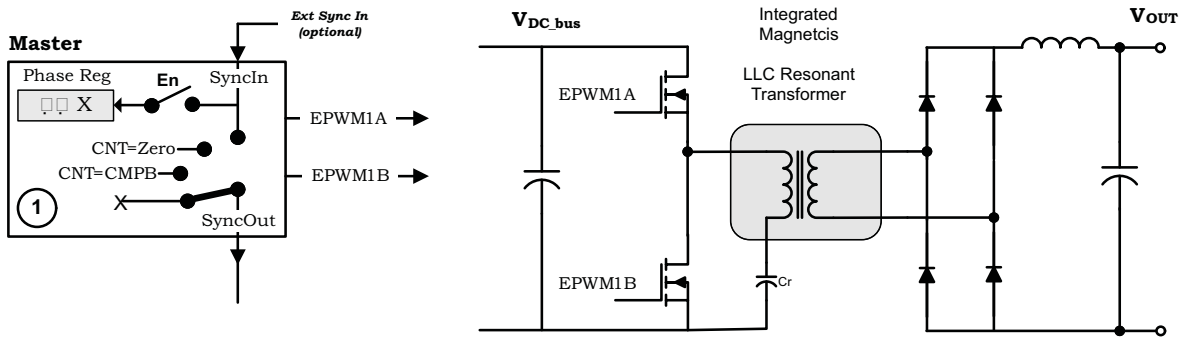 Ext Sync In
(optional)
Master
Phase Reg
En
SyncIn
X
EPWM1A
CNT=Zero
CNT=CMPB
EPWM1B
1
X
SyncOut
VDC_bus
Integrated
Magnetcis
VOUT
LLC Resonant
Transformer
EPWM1A
EPWM1B
Cr